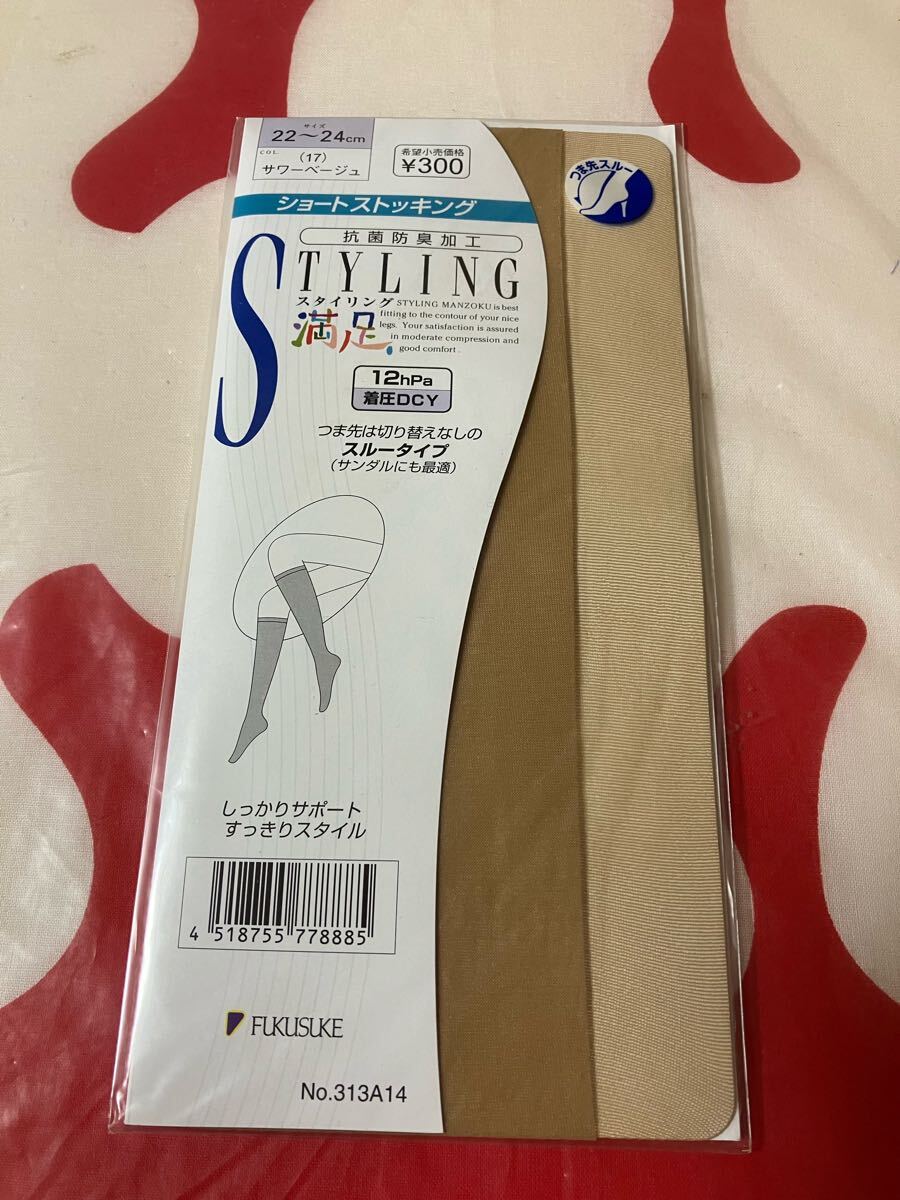 サイズ
22〜24cm
COL.
(17)
サワーベージュ
希望小売価格
¥300
つま先スルー
ショートストッキング
抗菌防臭加工
STYLING
スタイリング
満足.
STYLING MANZOKU is best
fitting to the contour of your nice
legs. Your satisfaction is assured
in moderate compression and
good comfort.
12hPa
着圧DCY
つま先は切り替えなしの
スルータイプ
(サンダルにも最適)
しっかりサポート
すっきりスタイル
4 518755 778885
FUKUSUKE
No.313A14